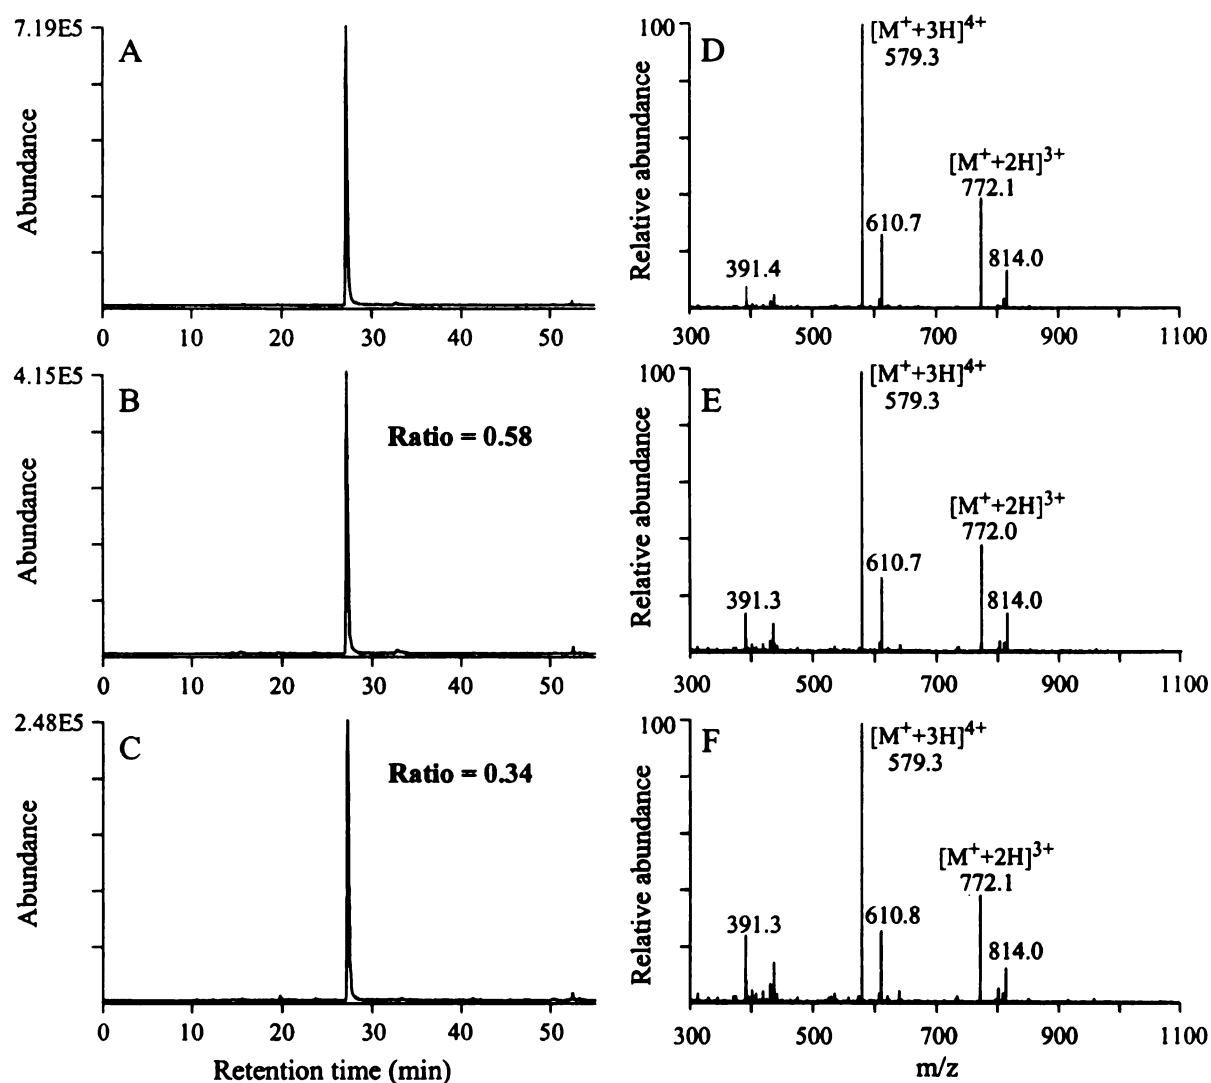 7.19E5
A
Abundance
0 10 20 30 40 50
100
D
[M⁺+3H]⁴⁺
579.3
[M⁺+2H]³⁺
772.1
610.7
814.0
391.4
Relative abundance
300 500 700 900 1100
4.15E5
B
Ratio = 0.58
Abundance
0 10 20 30 40 50
100
E
[M⁺+3H]⁴⁺
579.3
[M⁺+2H]³⁺
772.0
610.7
391.3
814.0
Relative abundance
300 500 700 900 1100
2.48E5
C
Ratio = 0.34
Abundance
0 10 20 30 40 50
Retention time (min)
100
F
[M⁺+3H]⁴⁺
579.3
[M⁺+2H]³⁺
772.1
391.3
610.8
814.0
Relative abundance
300 500 700 900 1100
m/z